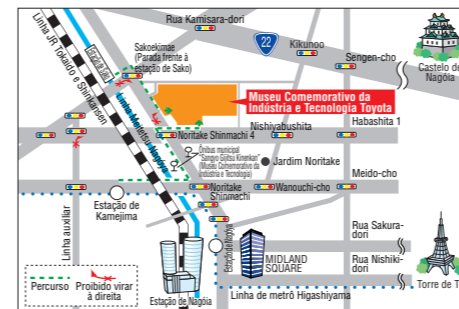 Rua Kamisara-dori
22
Kikunoo
Sengen-cho
Castelo de
Nagóia
Sakoekimae
(Parada frente à
estação de Sako)
Linha JR Tokaido e Shinkansen
Linha Meitetsu Nagóya
Museu Comemorativo da
Indústria e Tecnologia Toyota
Habashita 1
Noritake Shinmachi 4
Nishiyabushita
Ônibus municipal
"Sangyo Gijutsu Kinenkan"
(Museu Comemorativo da
Indústria e Tecnologia)
Jardim Noritake
Meido-cho
Noritake
Shinmachi
Wanouchi-cho
Estação de
Kamejima
Linha auxiliar
Rua Sakura-
dori
MIDLAND
SQUARE
Rua Nishiki-
dori
Torre de T
Percurso
Proibido virar
à direita
Estação de Nagóia
Linha de metrô Higashiyama